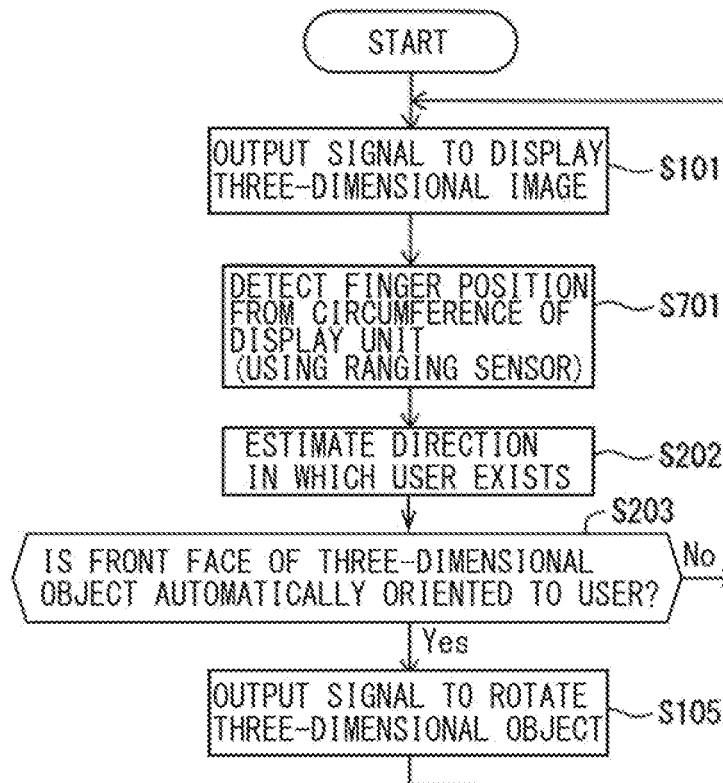 START
OUTPUT SIGNAL TO DISPLAY
THREE-DIMENSIONAL IMAGE
S101
DETECT FINGER POSITION
FROM CIRCUMFERENCE OF
DISPLAY UNIT
(USING RANGING SENSOR)
S701
ESTIMATE DIRECTION
IN WHICH USER EXISTS
S202
S203
IS FRONT FACE OF THREE-DIMENSIONAL
OBJECT AUTOMATICALLY ORIENTED TO USER?
No
Yes
OUTPUT SIGNAL TO ROTATE
THREE-DIMENSIONAL OBJECT
S105